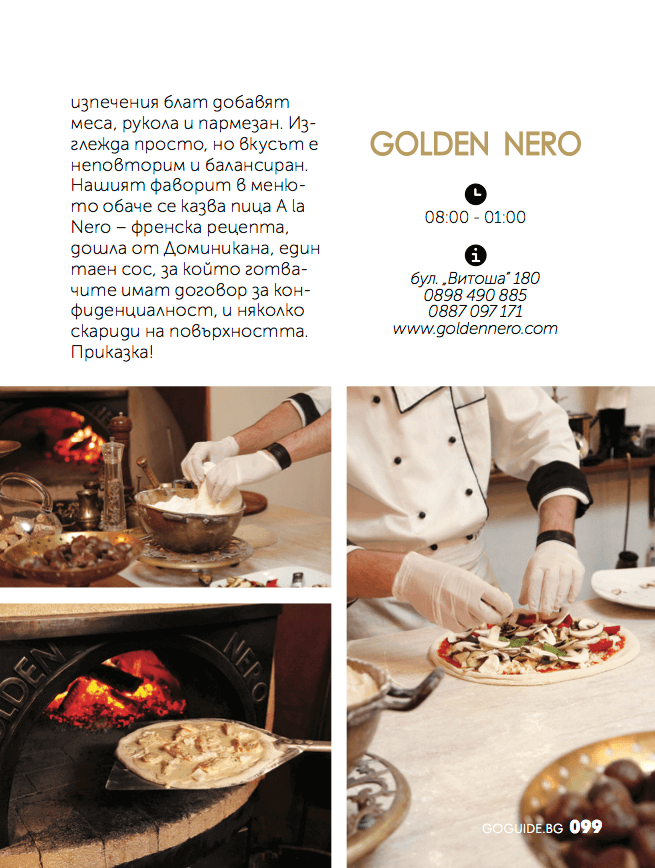 изпечения блат добавят
меса, рукола и пармезан. Из-
глежда просто, но вкусът е
неповторим и балансиран.
Нашият фаворит в меню-
то обаче се казва пица A la
Nero – френска рецепта,
дошла от Доминикана, един
таен сос, за който готва-
чите имат договор за кон-
фиденциалност, и няколко
скариди на повърхността.
Приказка!
GOLDEN NERO
08:00 - 01:00
i
бул. „Витоша” 180
0898 490 885
0887 097 171
www.goldennero.com
GOLDEN NERO
GOGUIDE.BG 099